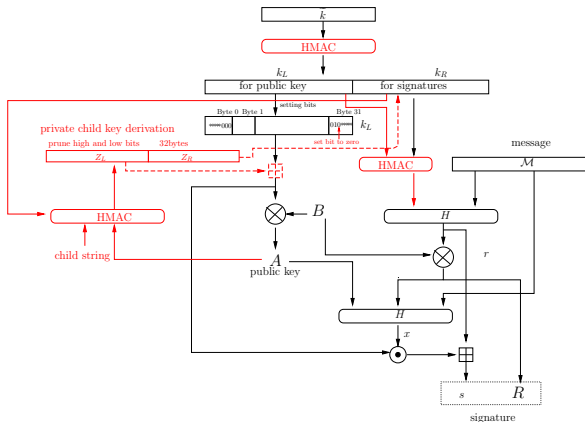 k̃
HMAC
k_L k_R
for public key for signatures
setting bits
Byte 0 Byte 1 Byte 31
*****000 010***** k_L
set bit to zero
private child key derivation
prune high and low bits 32bytes
Z_L Z_R
HMAC
message
M
HMAC
H
B
child string
A
public key
r
H
x
s R
signature